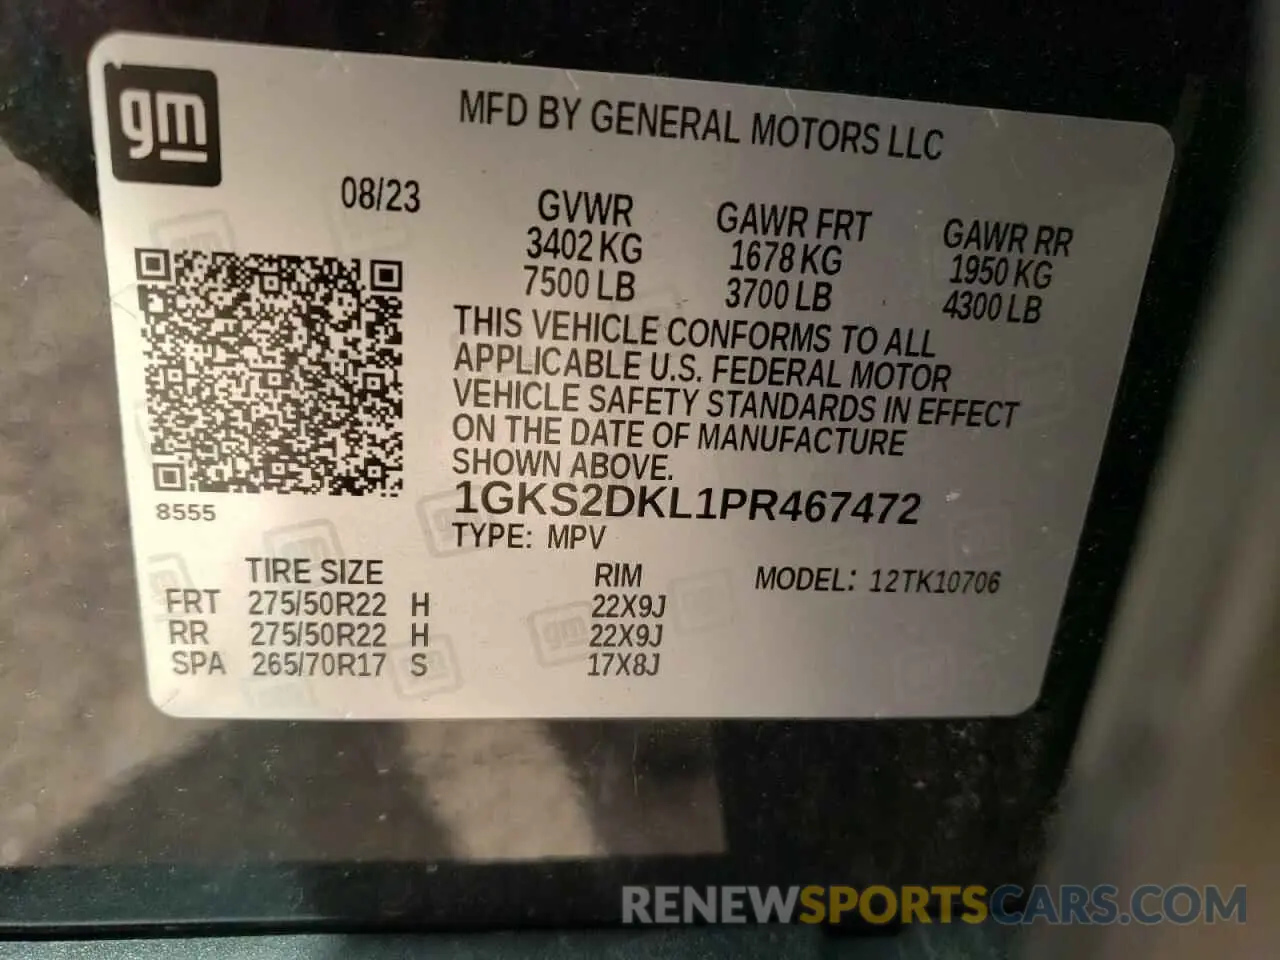 gm
MFD BY GENERAL MOTORS LLC
08/23
GVWR
3402 KG
7500 LB
GAWR FRT
1678 KG
3700 LB
GAWR RR
1950 KG
4300 LB
THIS VEHICLE CONFORMS TO ALL
APPLICABLE U.S. FEDERAL MOTOR
VEHICLE SAFETY STANDARDS IN EFFECT
ON THE DATE OF MANUFACTURE
SHOWN ABOVE.
8555
1GKS2DKL1PR467472
TYPE: MPV
TIRE SIZE RIM MODEL: 12TK10706
FRT 275/50R22 H 22X9J
RR 275/50R22 H 22X9J
SPA 265/70R17 S 17X8J
RENEWSPORTSCARS.COM